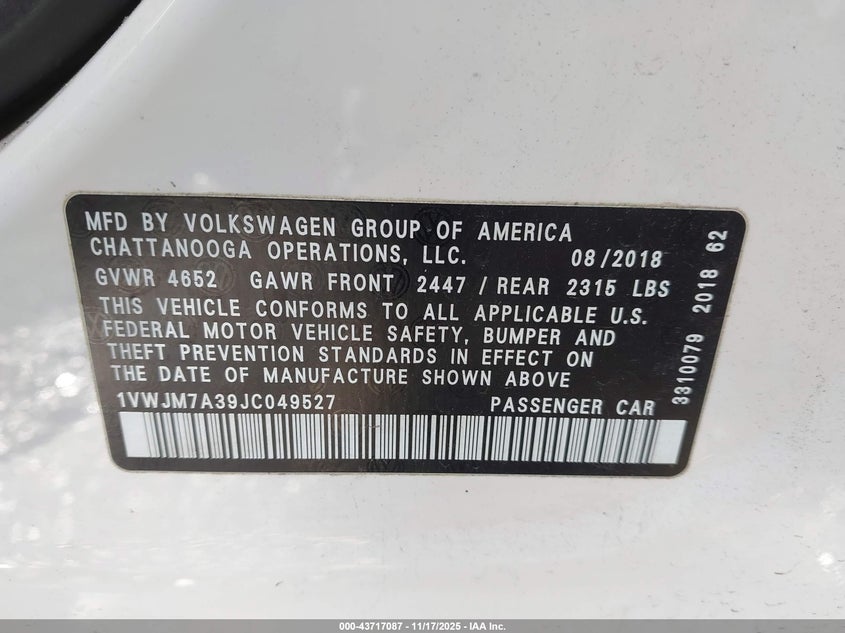 MFD BY VOLKSWAGEN GROUP OF AMERICA
CHATTANOOGA OPERATIONS, LLC. 08/2018
GVWR 4652 GAWR FRONT 2447 / REAR 2315 LBS
THIS VEHICLE CONFORMS TO ALL APPLICABLE U.S.
FEDERAL MOTOR VEHICLE SAFETY, BUMPER AND
THEFT PREVENTION STANDARDS IN EFFECT ON
THE DATE OF MANUFACTURE SHOWN ABOVE
1VWJM7A39JC049527 PASSENGER CAR
3310079 2018 62
000-43717087 - 11/17/2025 - IAA Inc.